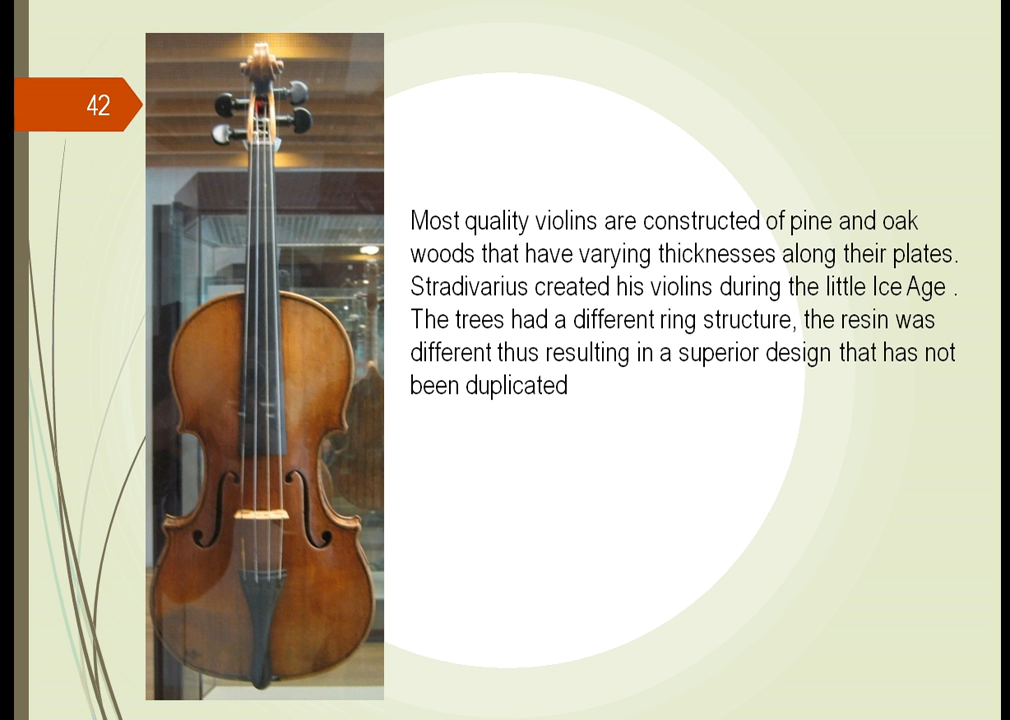 42
Most quality violins are constructed of pine and oak
woods that have varying thicknesses along their plates.
Stradivarius created his violins during the little Ice Age .
The trees had a different ring structure, the resin was
different thus resulting in a superior design that has not
been duplicated